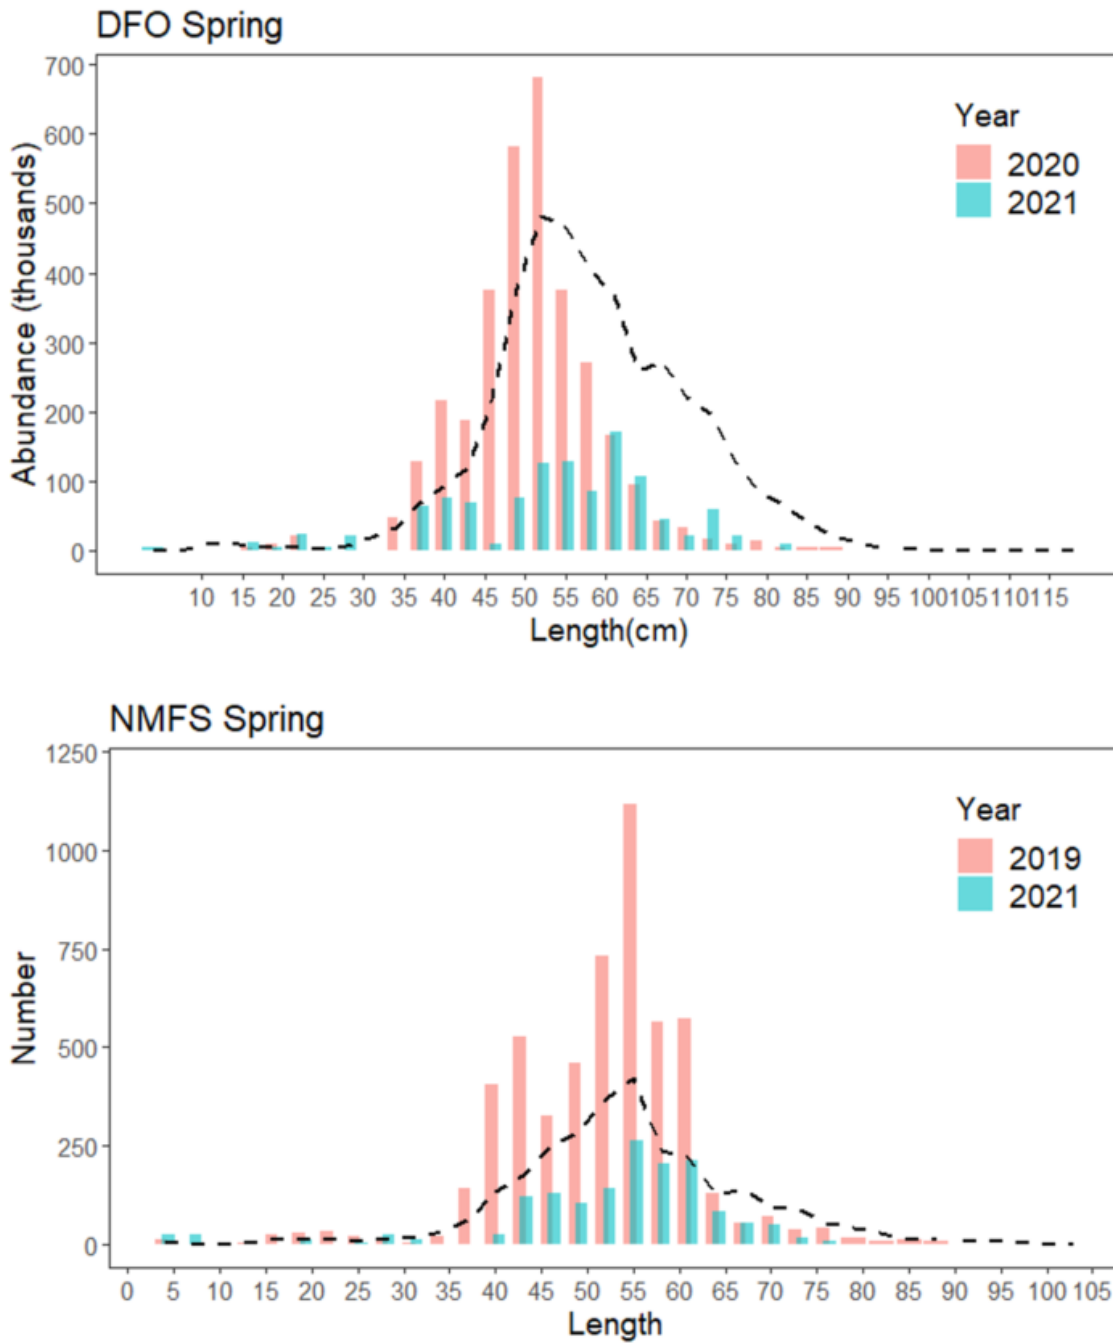 DFO Spring
700
600
500
400
300
200
100
0
Abundance (thousands)
Year
2020
2021
10 15 20 25 30 35 40 45 50 55 60 65 70 75 80 85 90 95 100105110115
Length(cm)
NMFS Spring
1250
1000
750
500
250
0
Number
Year
2019
2021
0 5 10 15 20 25 30 35 40 45 50 55 60 65 70 75 80 85 90 95 100 105
Length